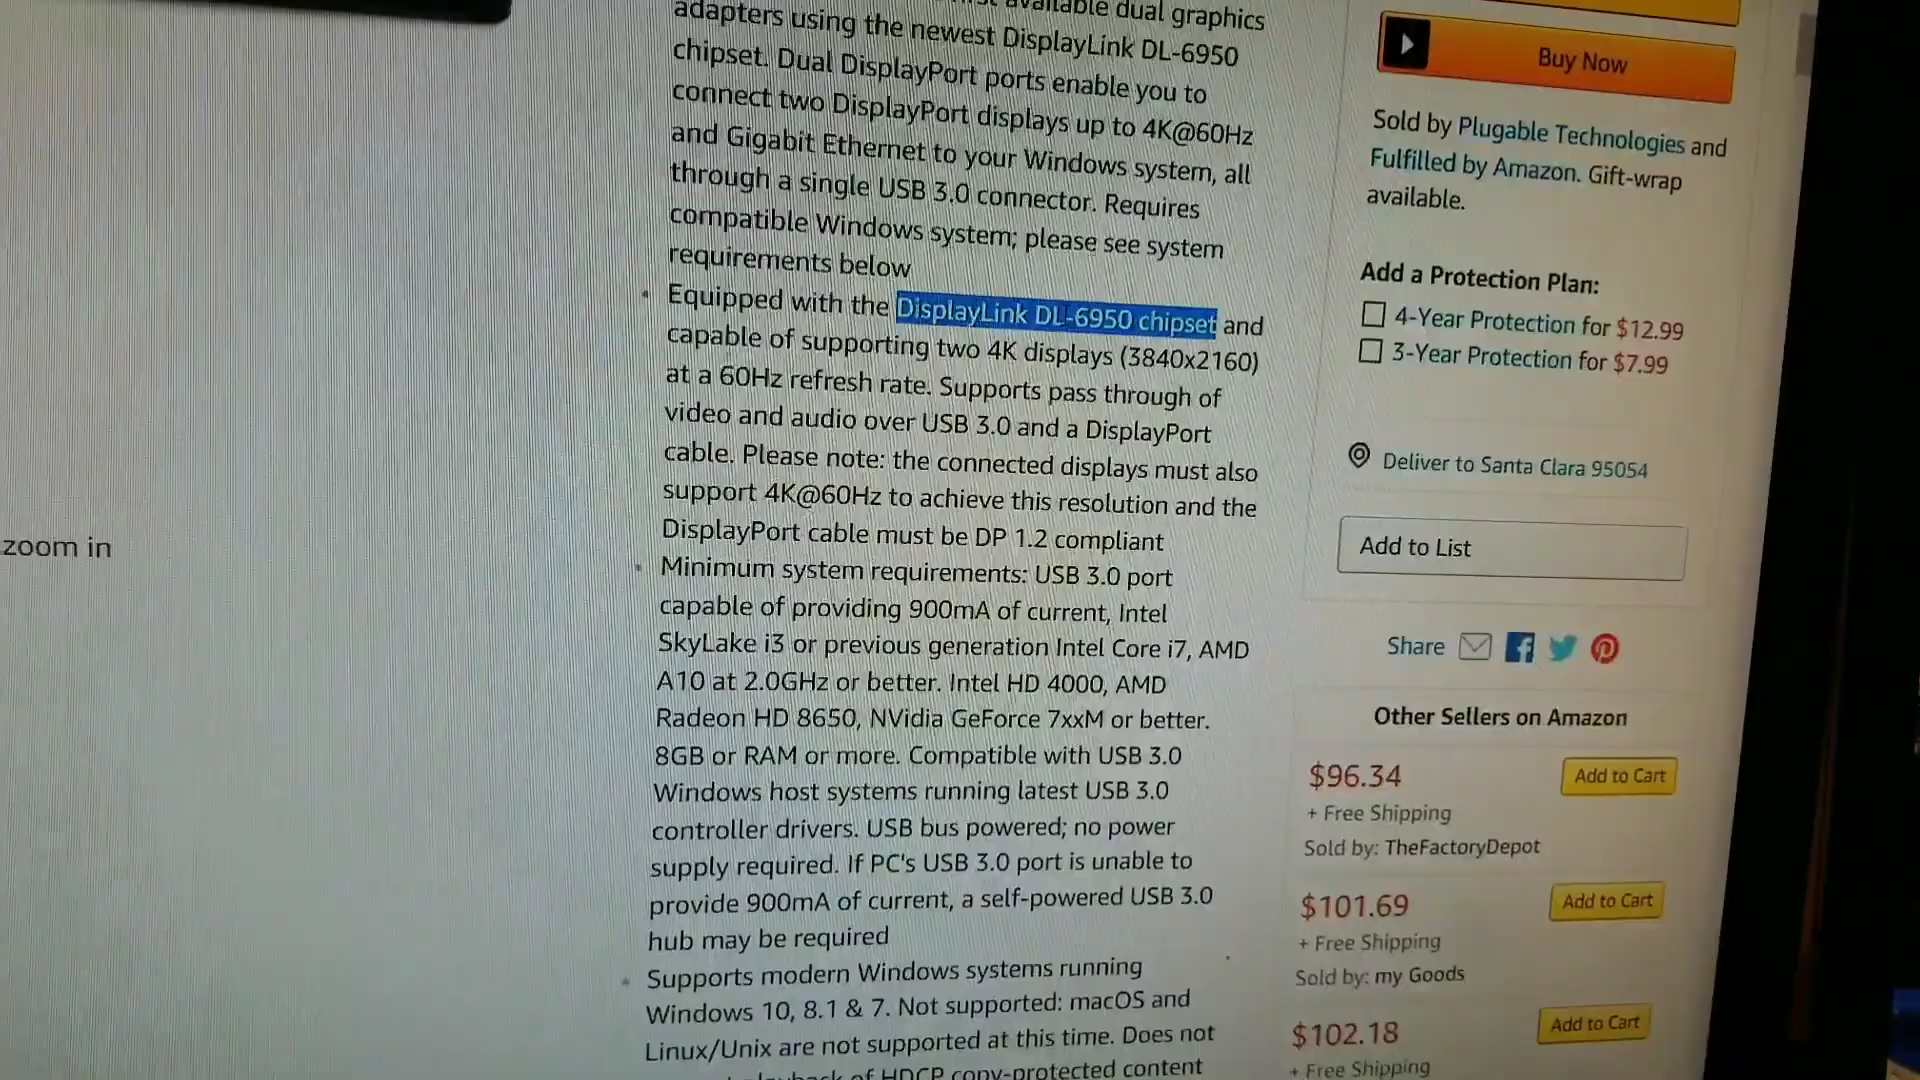 available dual graphics
adapters using the newest DisplayLink DL-6950
chipset. Dual DisplayPort ports enable you to
connect two DisplayPort displays up to 4K@60Hz
and Gigabit Ethernet to your Windows system, all
through a single USB 3.0 connector. Requires
compatible Windows system; please see system
requirements below
Equipped with the DisplayLink DL-6950 chipset and
capable of supporting two 4K displays (3840x2160)
at a 60Hz refresh rate. Supports pass through of
video and audio over USB 3.0 and a DisplayPort
cable. Please note: the connected displays must also
support 4K@60Hz to achieve this resolution and the
DisplayPort cable must be DP 1.2 compliant
Minimum system requirements: USB 3.0 port
capable of providing 900mA of current, Intel
SkyLake i3 or previous generation Intel Core i7, AMD
A10 at 2.0GHz or better. Intel HD 4000, AMD
Radeon HD 8650, NVidia GeForce 7xxM or better.
8GB or RAM or more. Compatible with USB 3.0
Windows host systems running latest USB 3.0
controller drivers. USB bus powered; no power
supply required. If PC's USB 3.0 port is unable to
provide 900mA of current, a self-powered USB 3.0
hub may be required
Supports modern Windows systems running
Windows 10, 8.1 & 7. Not supported: macOS and
Linux/Unix are not supported at this time. Does not
of HDCP copy-protected content
zoom in
Buy Now
Sold by Plugable Technologies and
Fulfilled by Amazon. Gift-wrap
available.
Add a Protection Plan:
4-Year Protection for $12.99
3-Year Protection for $7.99
Deliver to Santa Clara 95054
Add to List
Share
Other Sellers on Amazon
$96.34
Add to Cart
+ Free Shipping
Sold by: TheFactoryDepot
$101.69
Add to Cart
+ Free Shipping
Sold by: my Goods
$102.18
Add to Cart
+ Free Shipping